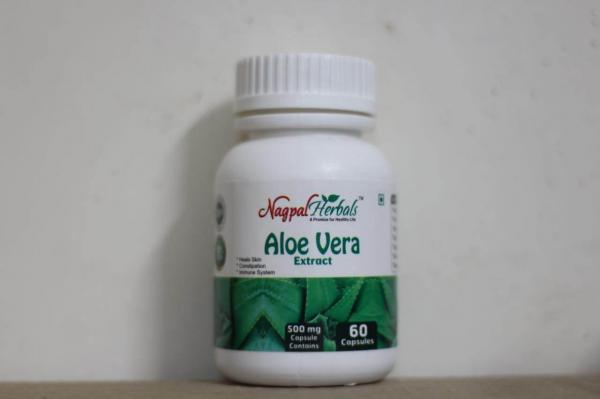 Nagpal Herbals™
A Promise for Healthy Life
Aloe Vera
Extract
* Heals Skin
* Constipation
* Immune System
500 mg
Capsule
Contains
60
Capsules